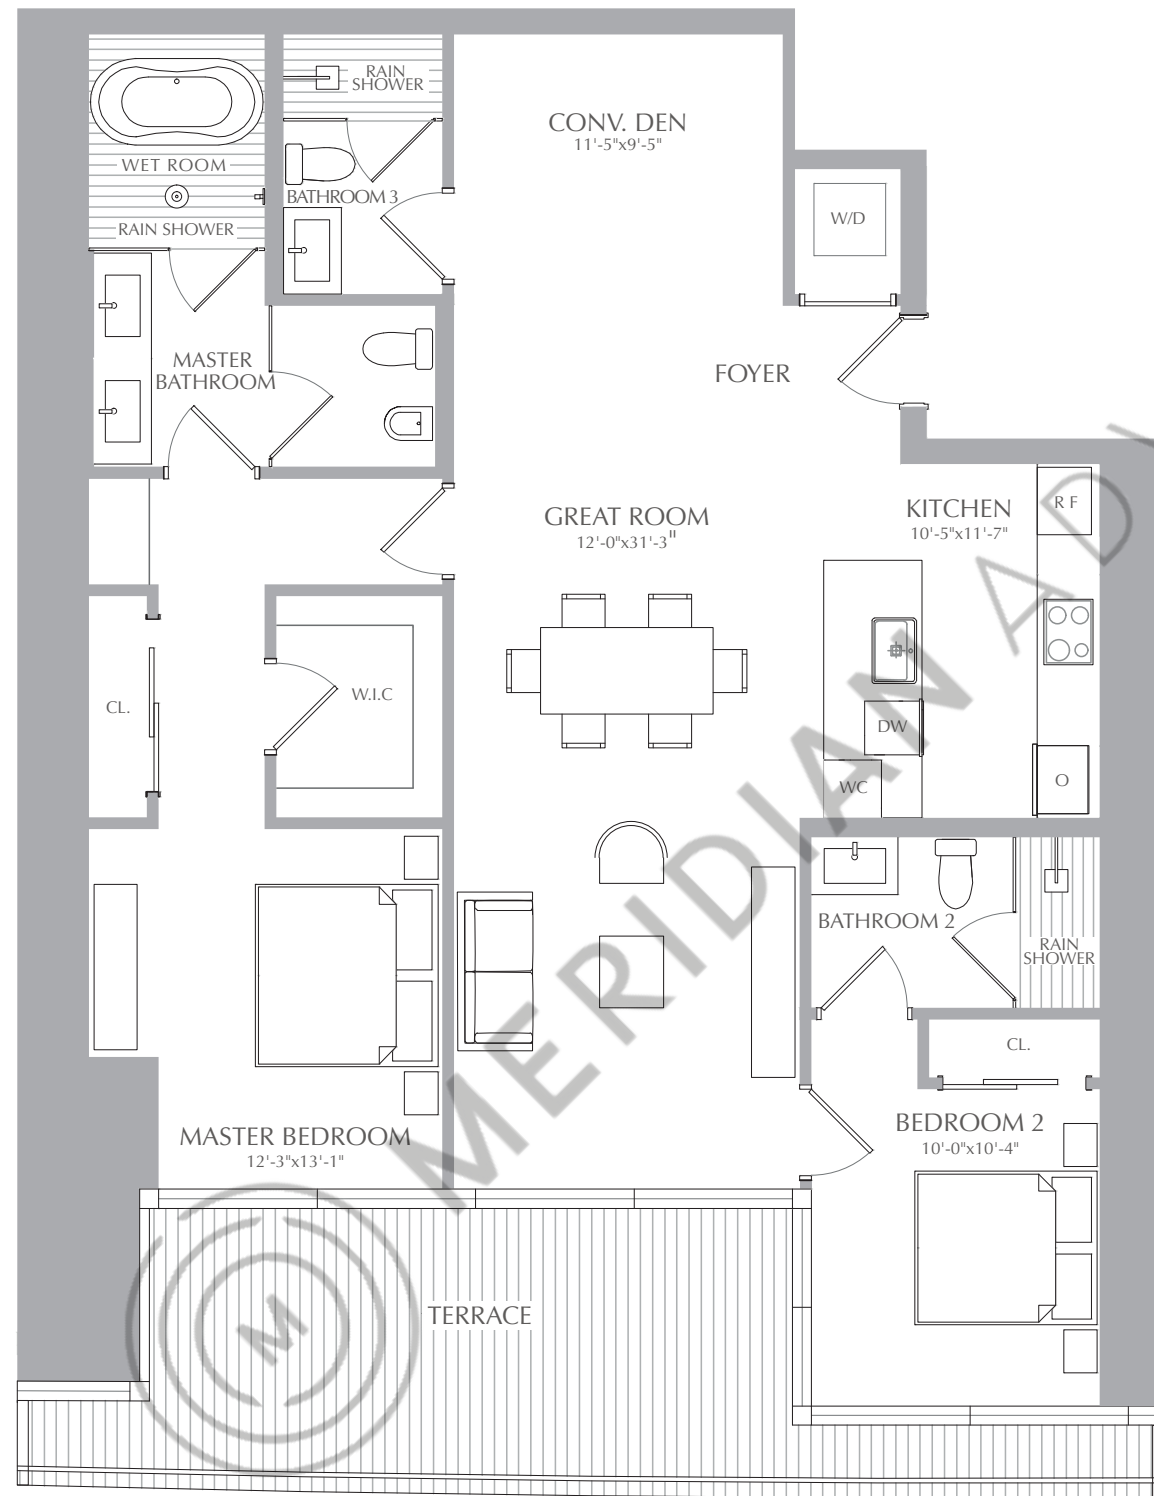 RAIN
SHOWER
CONV. DEN
11'-5"x9'-5"
WET ROOM
BATHROOM 3
W/D
RAIN SHOWER
MASTER
BATHROOM
FOYER
GREAT ROOM
12'-0"x31'-3"
KITCHEN
10'-5"x11'-7"
R F
CL.
W.I.C
DW
WC
O
BATHROOM 2
RAIN
SHOWER
CL.
MASTER BEDROOM
12'-3"x13'-1"
BEDROOM 2
10'-0"x10'-4"
TERRACE
M
MERIDIAN AD